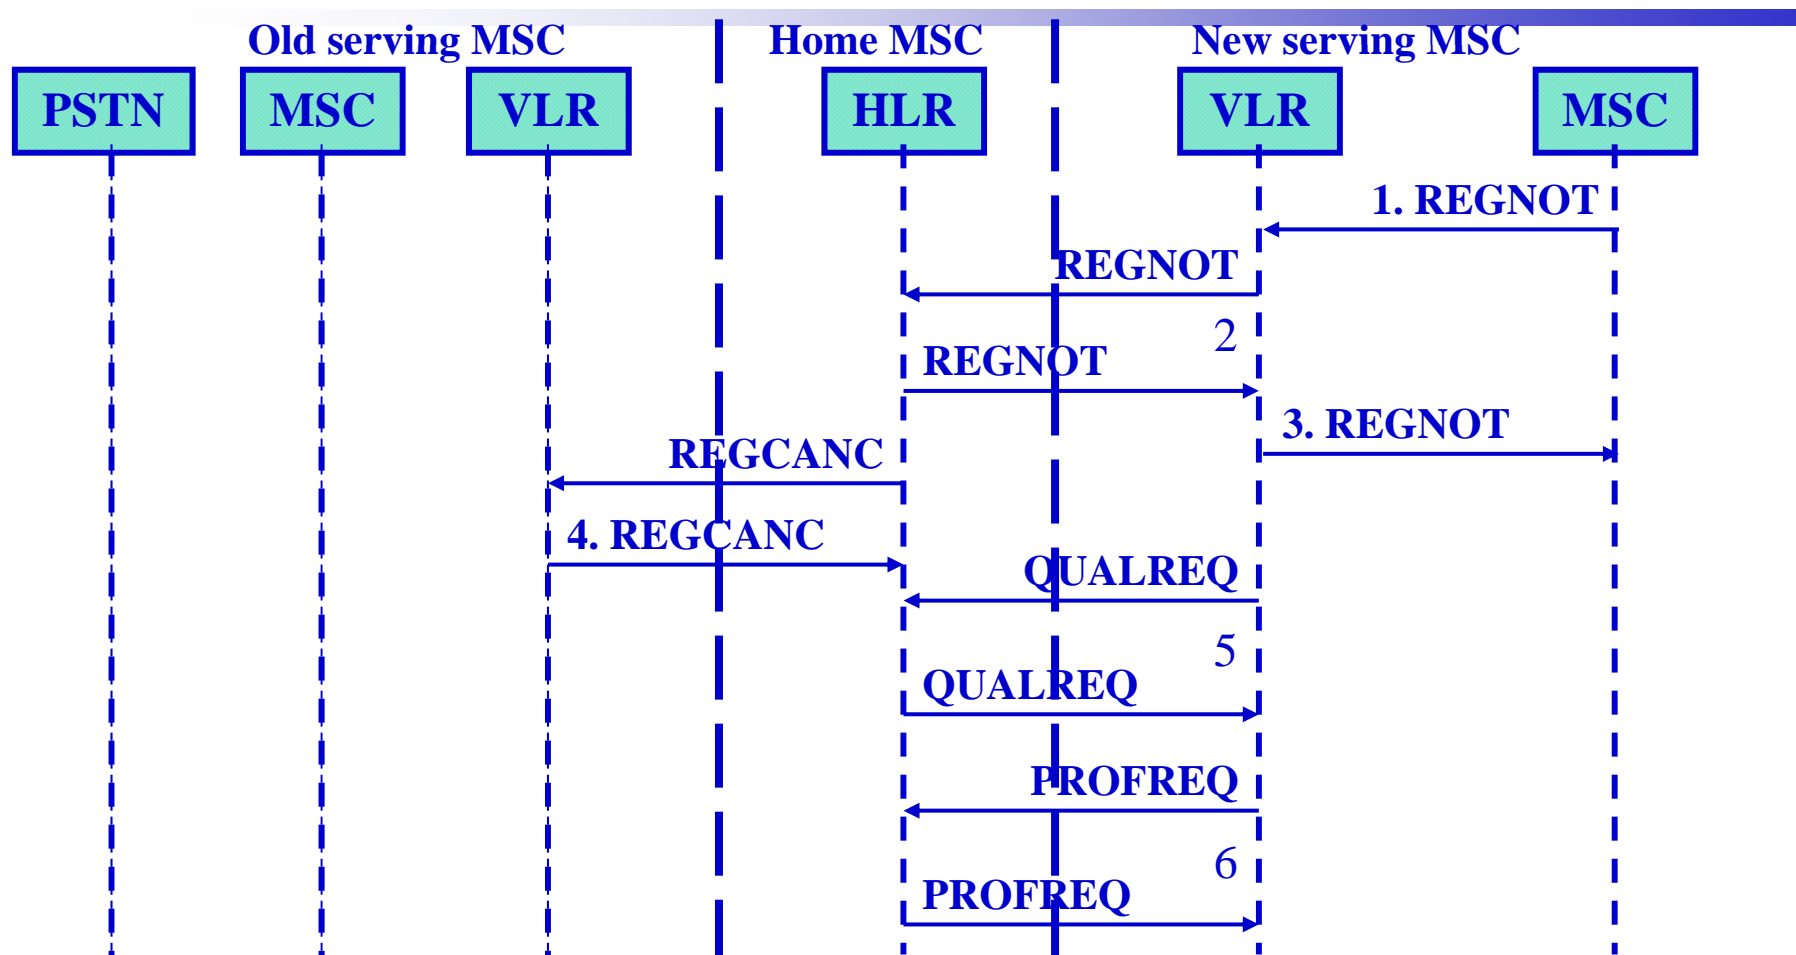 Old serving MSC Home MSC New serving MSC
PSTN MSC VLR HLR VLR MSC
1. REGNOT
REGNOT
2
REGNOT
3. REGNOT
REGCANC
4. REGCANC
QUALREQ
5
QUALREQ
PROFREQ
6
PROFREQ